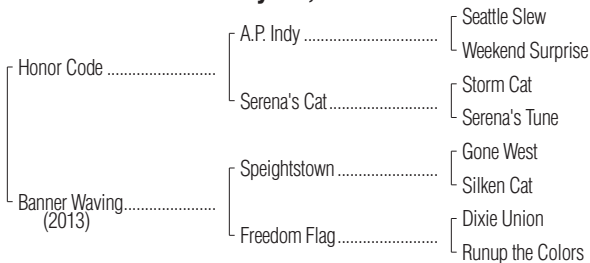 Seattle Slew
A.P. Indy ................................
Weekend Surprise
Honor Code ..........................
Storm Cat
Serena's Cat..........................
Serena's Tune
Gone West
Speightstown ........................
Silken Cat
Banner Waving......................
(2013)
Dixie Union
Freedom Flag........................
Runup the Colors